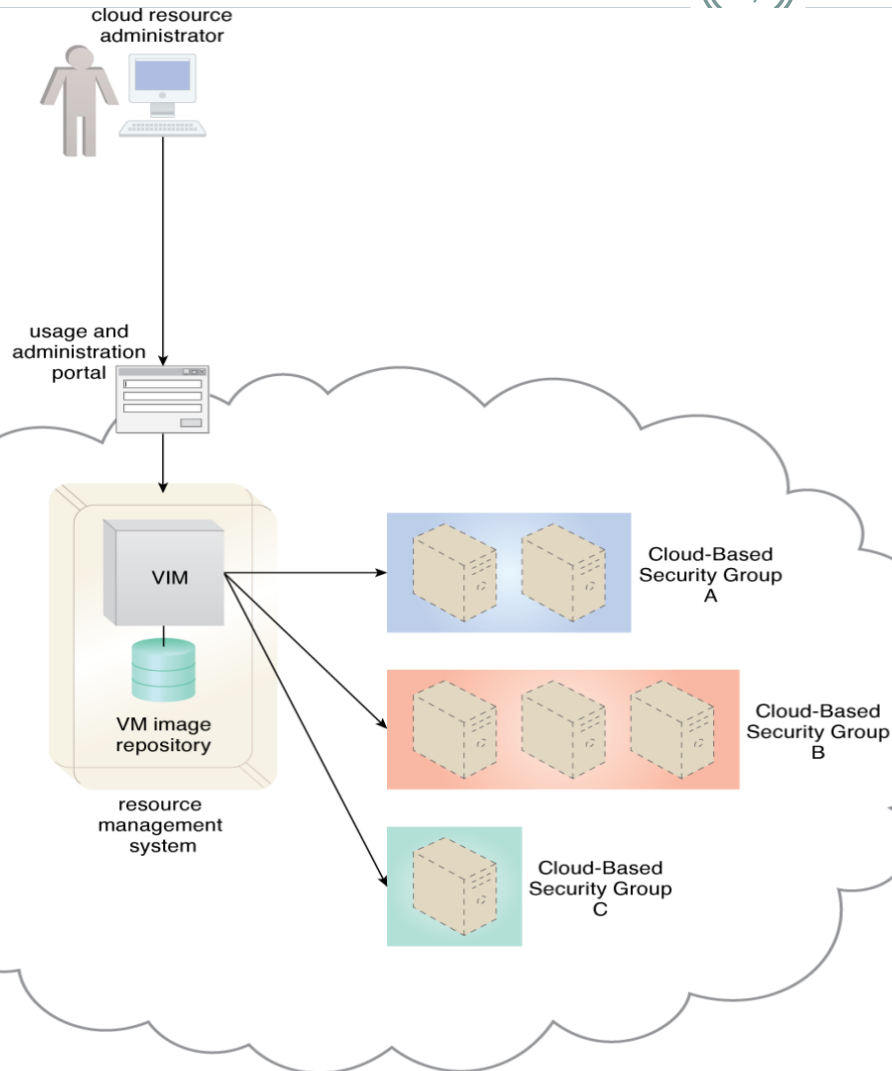 cloud resource
administrator
usage and
administration
portal
VIM
VM image
repository
resource
management
system
Cloud-Based
Security Group
A
Cloud-Based
Security Group
B
Cloud-Based
Security Group
C